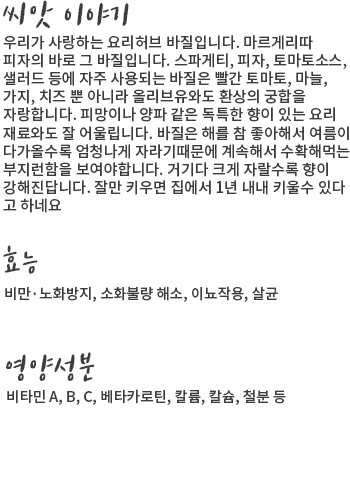 씨앗 이야기
우리가 사랑하는 요리허브 바질입니다. 마르게리따
피자의 바로 그 바질입니다. 스파게티, 피자, 토마토소스,
샐러드 등에 자주 사용되는 바질은 빨간 토마토, 마늘,
가지, 치즈 뿐 아니라 올리브유와도 환상의 궁합을
자랑합니다. 피망이나 양파 같은 독특한 향이 있는 요리
재료와도 잘 어울립니다. 바질은 해를 참 좋아해서 여름이
다가올수록 엄청나게 자라기때문에 계속해서 수확해먹는
부지런함을 보여야합니다. 거기다 크게 자랄수록 향이
강해진답니다. 잘만 키우면 집에서 1년 내내 키울수 있다
고 하네요
효능
비만·노화방지, 소화불량 해소, 이뇨작용, 살균
영양성분
비타민 A, B, C, 베타카로틴, 칼륨, 칼슘, 철분 등